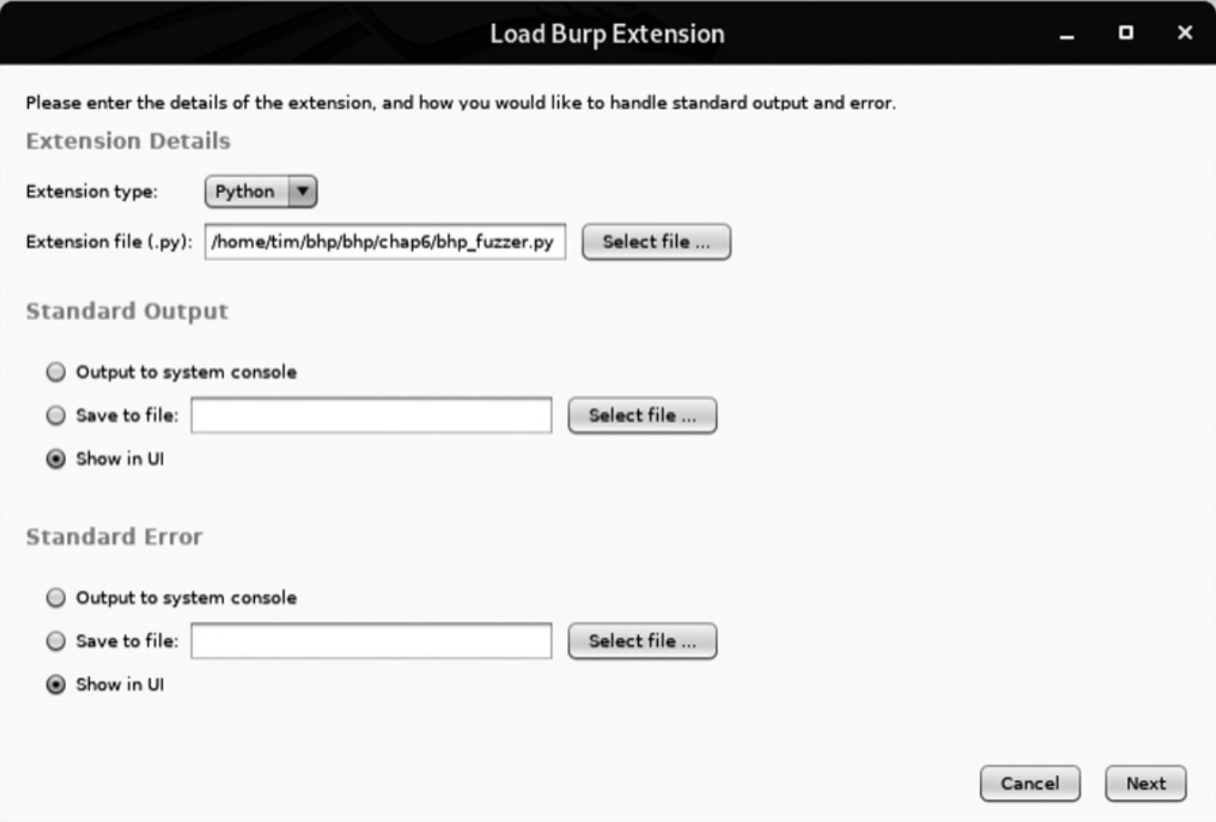 Load Burp Extension
Please enter the details of the extension, and how you would like to handle standard output and error.
Extension Details
Extension type: Python
Extension file (.py): /home/tim/bhp/bhp/chap6/bhp_fuzzer.py Select file ...
Standard Output
Output to system console
Save to file: Select file ...
Show in UI
Standard Error
Output to system console
Save to file: Select file ...
Show in UI
Cancel Next